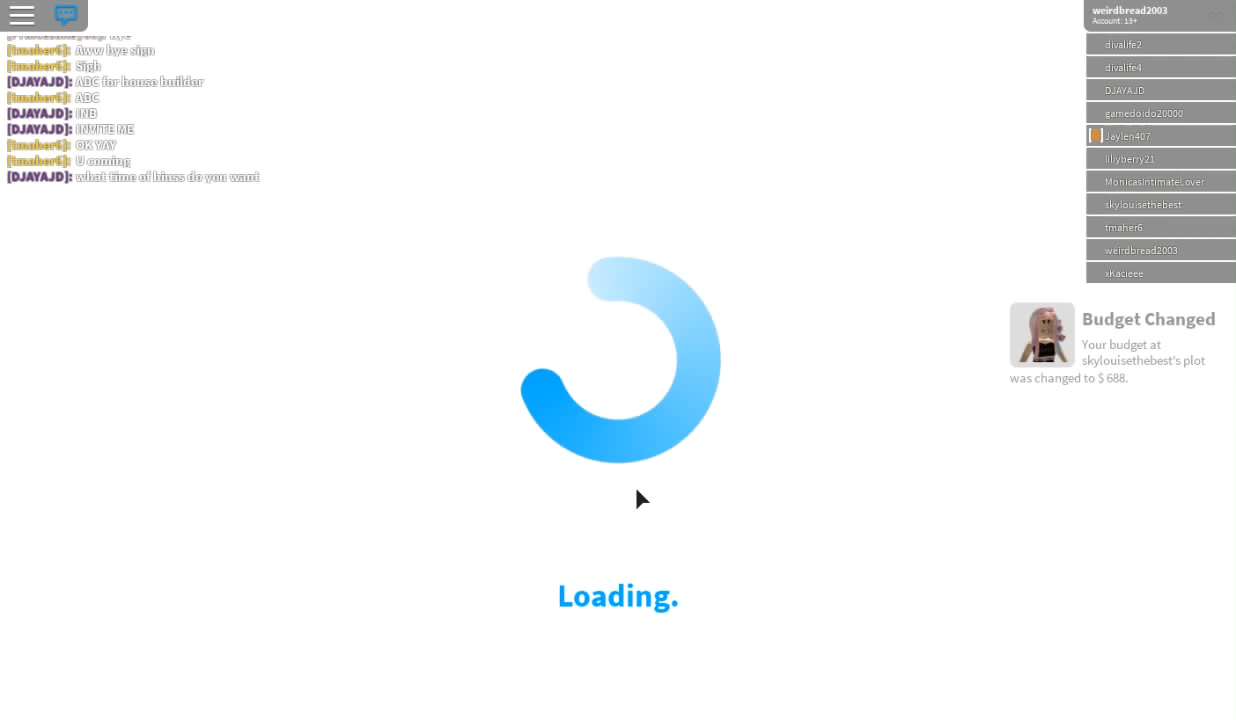 weirdbread2003
Account: 13+
[tmaher6]: Aww bye sign
[tmaher6]: Sigh
[DJAYAJD]: ABC for house builder
[tmaher6]: ABC
[DJAYAJD]: INB
[DJAYAJD]: INVITE ME
[tmaher6]: OK YAY
[tmaher6]: U coming
[DJAYAJD]: what time of hiuss do you want
divalife2
divalife4
DJAYAJD
gamedoido20000
Jaylen407
lillyberry21
MonicasIntimateLover
skylouisethebest
tmaher6
weirdbread2003
xKacieee
Budget Changed
Your budget at
skylouisethebest's plot
was changed to $ 688.
Loading.